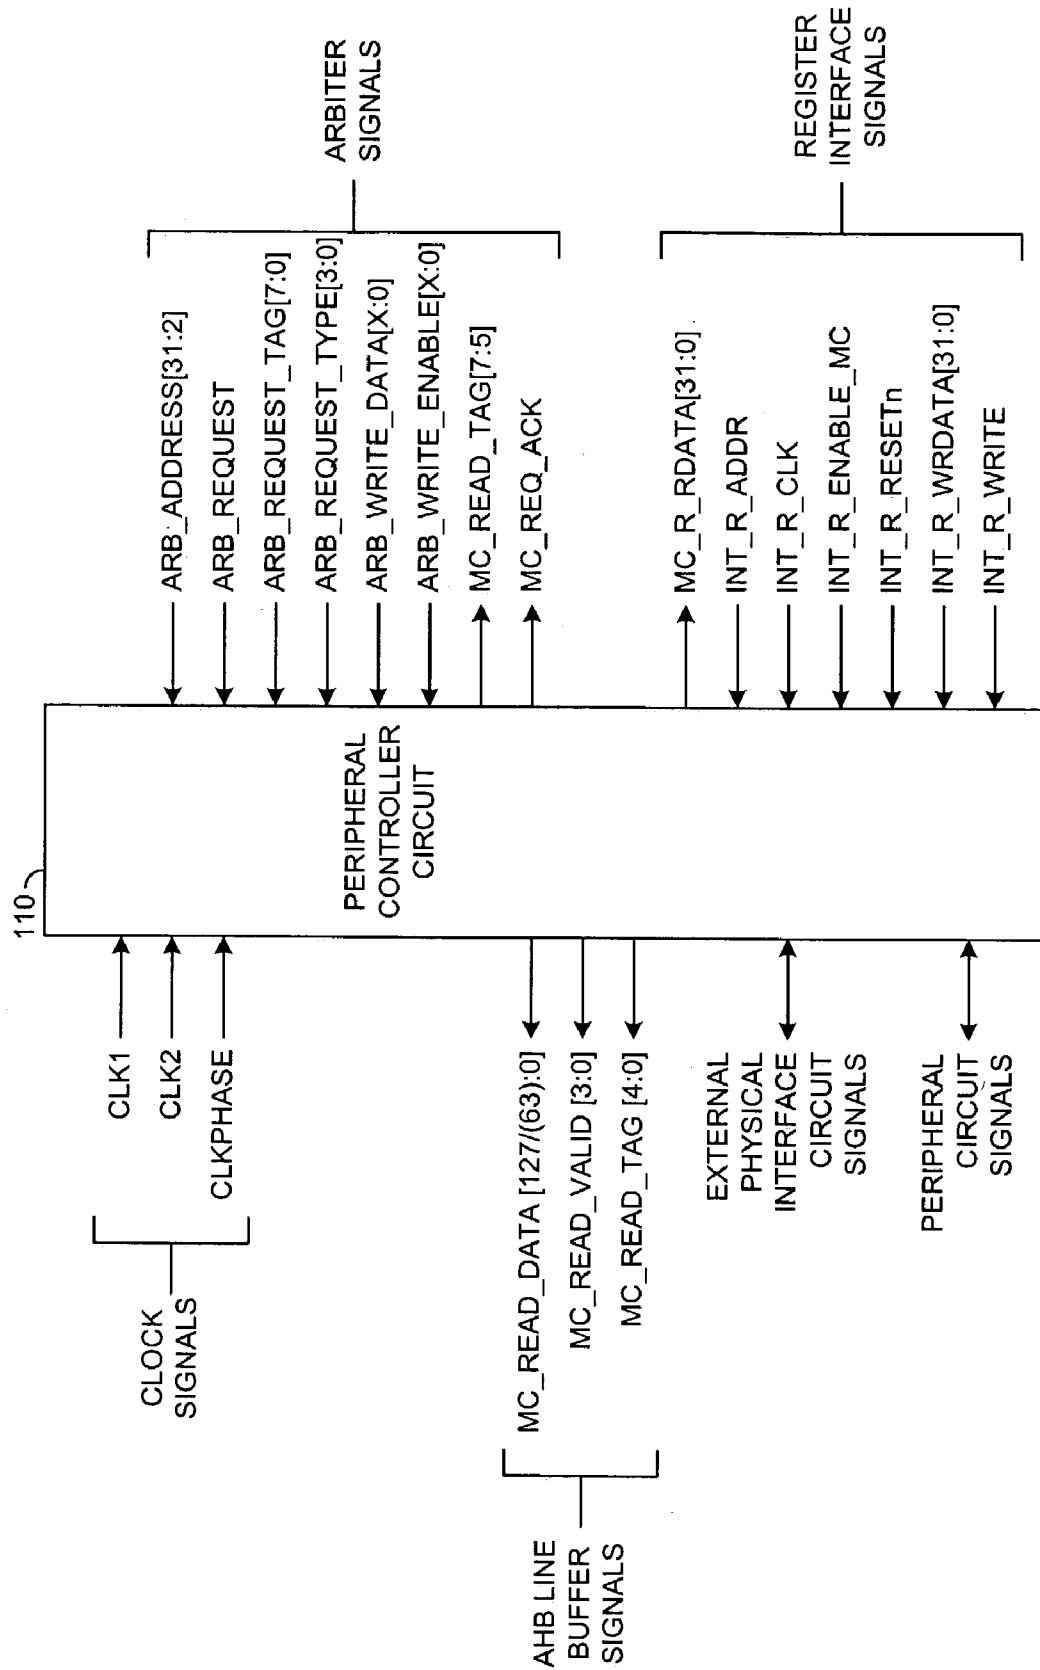 110
PERIPHERAL
CONTROLLER
CIRCUIT
CLOCK
SIGNALS
CLK1
CLK2
CLKPHASE
AHB LINE
BUFFER
SIGNALS
MC_READ_DATA [127/(63):0]
MC_READ_VALID [3:0]
MC_READ_TAG [4:0]
EXTERNAL
PHYSICAL
INTERFACE
CIRCUIT
SIGNALS
PERIPHERAL
CIRCUIT
SIGNALS
ARB_ADDRESS[31:2]
ARB_REQUEST
ARB_REQUEST_TAG[7:0]
ARB_REQUEST_TYPE[3:0]
ARB_WRITE_DATA[X:0]
ARB_WRITE_ENABLE[X:0]
MC_READ_TAG[7:5]
MC_REQ_ACK
ARBITER
SIGNALS
MC_R_RDATA[31:0]
INT_R_ADDR
INT_R_CLK
INT_R_ENABLE_MC
INT_R_RESETn
INT_R_WRDATA[31:0]
INT_R_WRITE
REGISTER
INTERFACE
SIGNALS